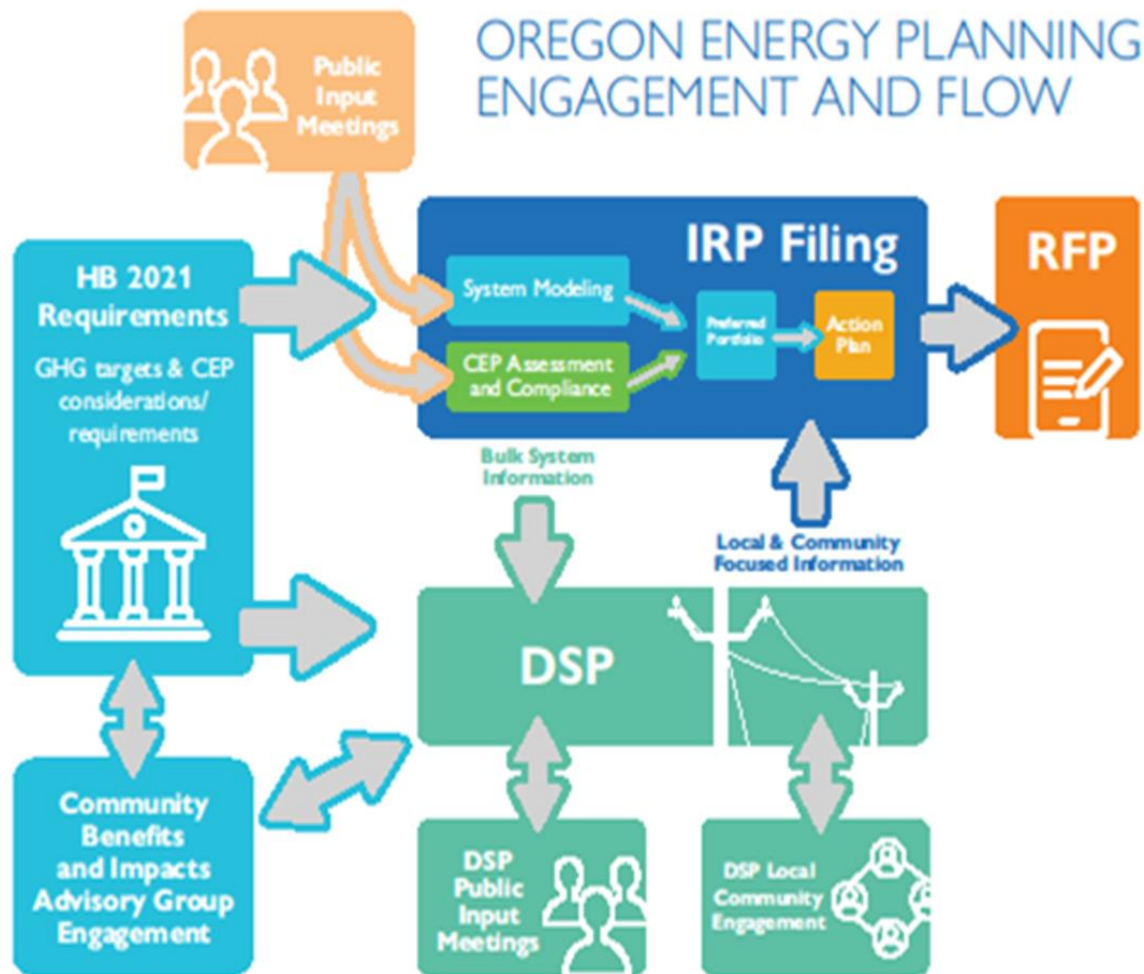 OREGON ENERGY PLANNING
ENGAGEMENT AND FLOW
Public
Input
Meetings
HB 2021
Requirements
GHG targets & CEP
considerations/
requirements
IRP Filing
System Modeling
CEP Assessment
and Compliance
Preferred
Portfolio
Action
Plan
RFP
Bulk System
Information
Local & Community
Focused Information
DSP
Community
Benefits
and Impacts
Advisory Group
Engagement
DSP
Public
Input
Meetings
DSP Local
Community
Engagement